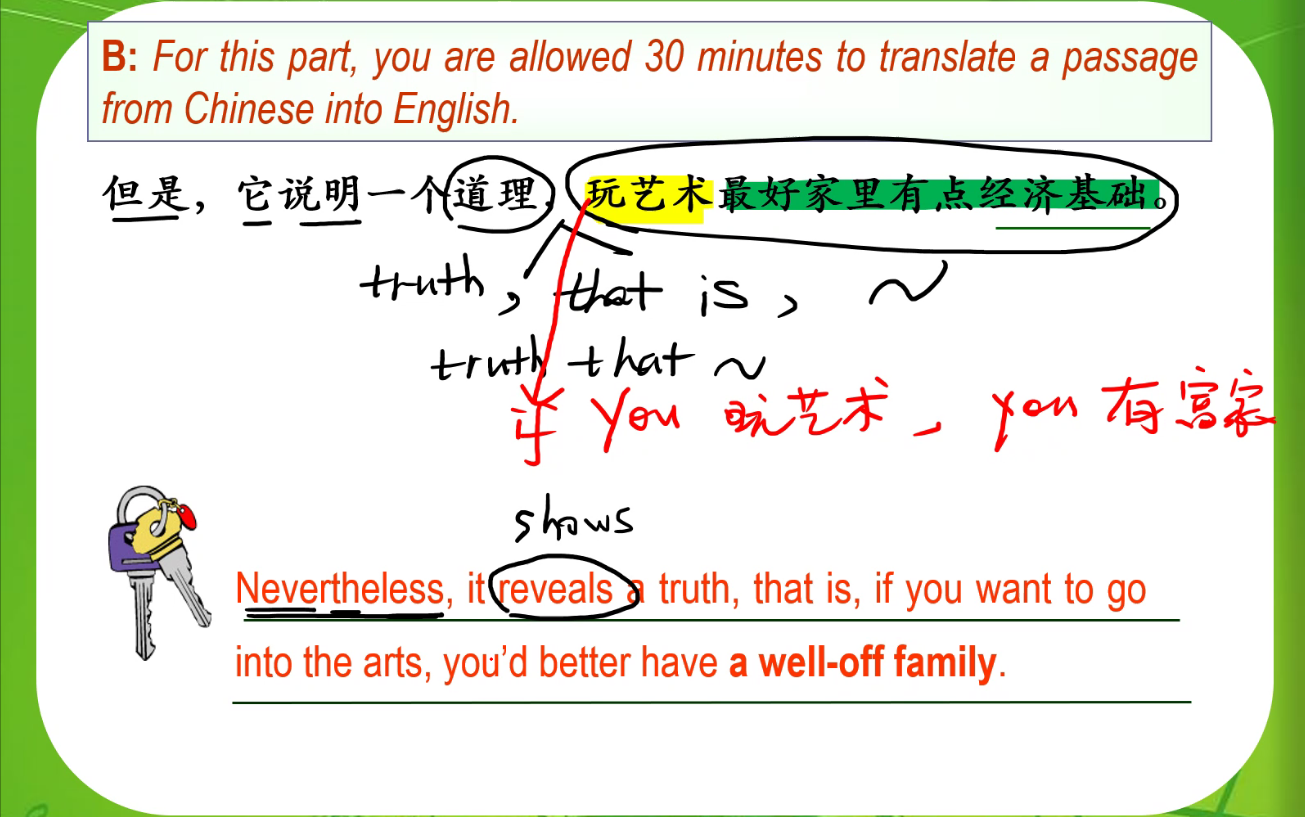 B: For this part, you are allowed 30 minutes to translate a passage
from Chinese into English.
但是，它说明一个道理，玩艺术最好家里有点经济基础。
truth, that is, ~
truth that ~
if you 玩艺术, you 有富家
shows
Nevertheless, it reveals a truth, that is, if you want to go
into the arts, you'd better have a well-off family.